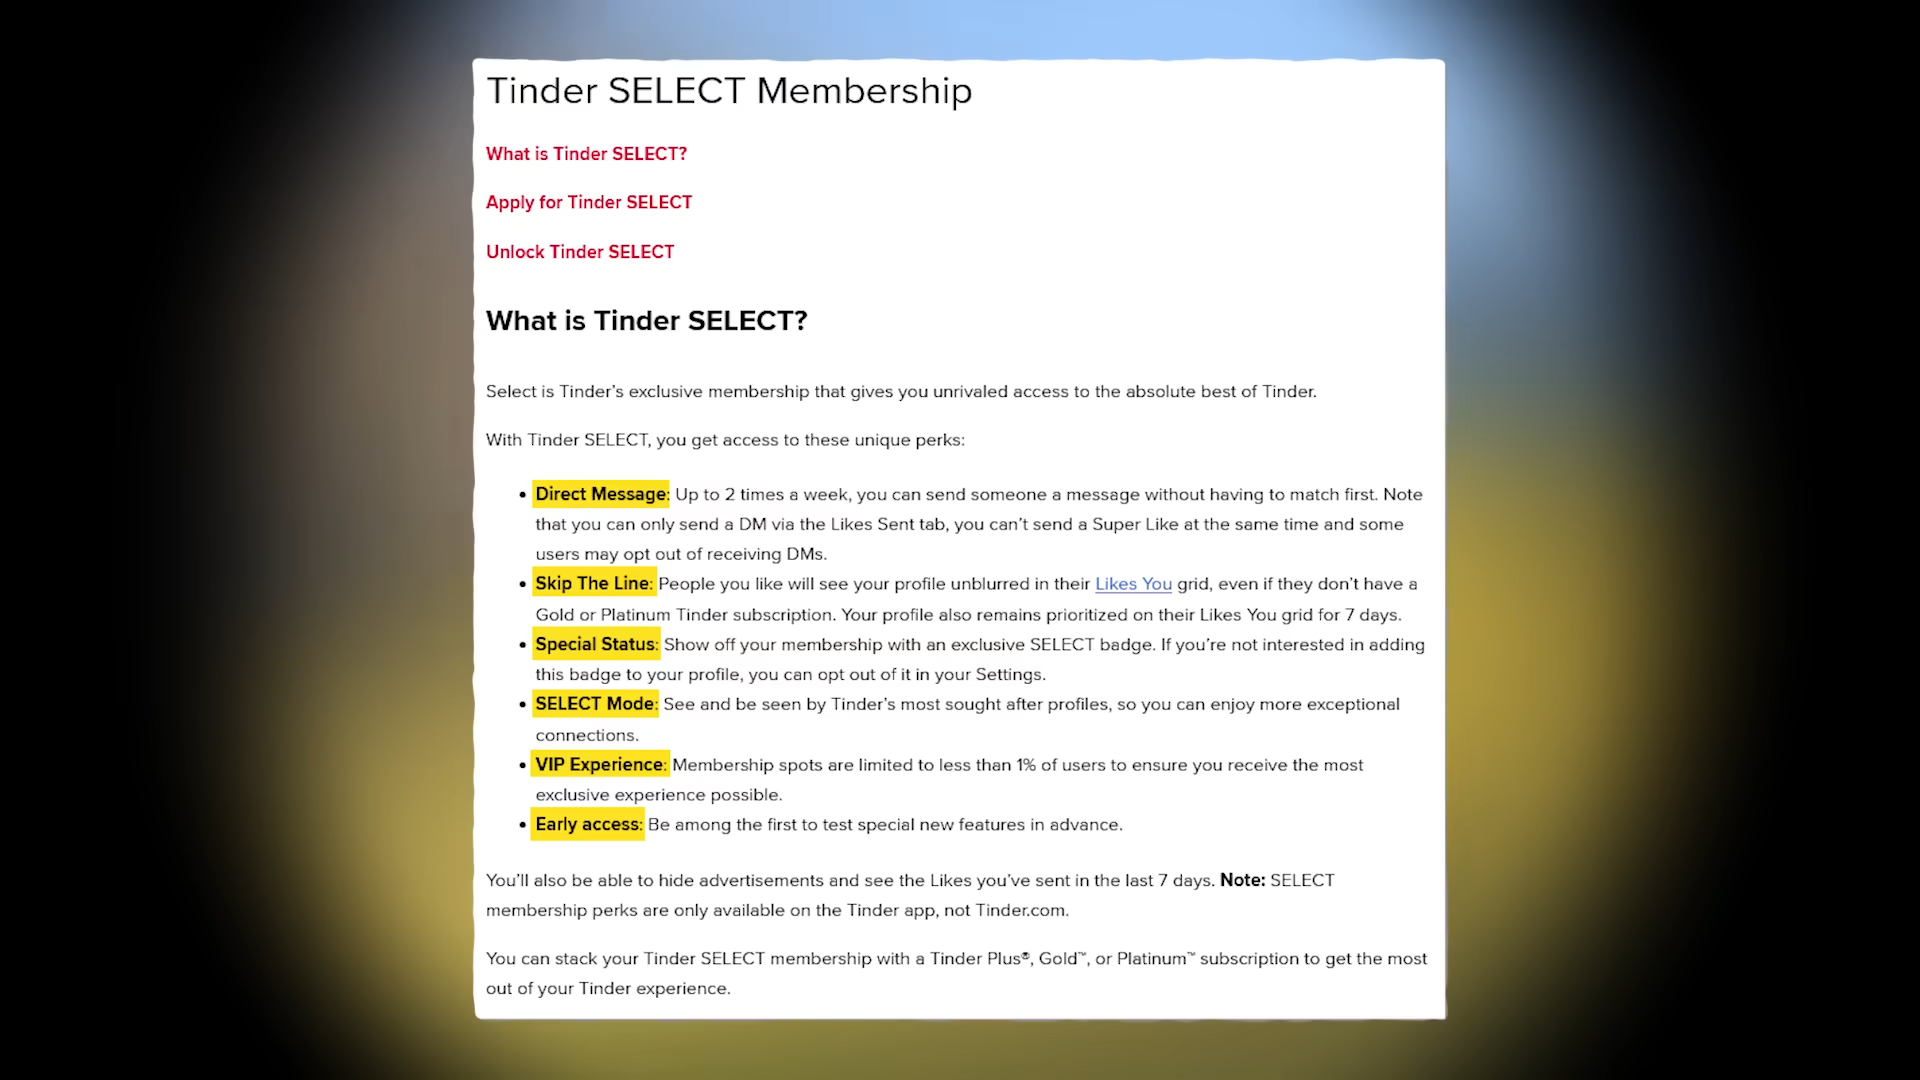 Tinder SELECT Membership
What is Tinder SELECT?
Apply for Tinder SELECT
Unlock Tinder SELECT
What is Tinder SELECT?
Select is Tinder’s exclusive membership that gives you unrivaled access to the absolute best of Tinder.
With Tinder SELECT, you get access to these unique perks:
• Direct Message: Up to 2 times a week, you can send someone a message without having to match first. Note
that you can only send a DM via the Likes Sent tab, you can’t send a Super Like at the same time and some
users may opt out of receiving DMs.
• Skip The Line: People you like will see your profile unblurred in their Likes You grid, even if they don’t have a
Gold or Platinum Tinder subscription. Your profile also remains prioritized on their Likes You grid for 7 days.
• Special Status: Show off your membership with an exclusive SELECT badge. If you’re not interested in adding
this badge to your profile, you can opt out of it in your Settings.
• SELECT Mode: See and be seen by Tinder’s most sought after profiles, so you can enjoy more exceptional
connections.
• VIP Experience: Membership spots are limited to less than 1% of users to ensure you receive the most
exclusive experience possible.
• Early access: Be among the first to test special new features in advance.
You’ll also be able to hide advertisements and see the Likes you’ve sent in the last 7 days. Note: SELECT
membership perks are only available on the Tinder app, not Tinder.com.
You can stack your Tinder SELECT membership with a Tinder Plus®, Gold™, or Platinum™ subscription to get the most
out of your Tinder experience.